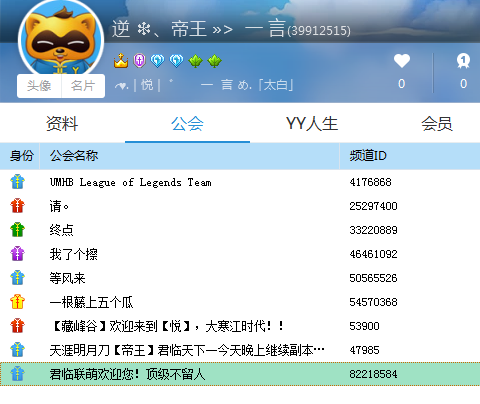 逆 ❇、帝王 »> 一 言(39912515)
头像 名片
| 悦 | ゛ 一 言 め.「太白」
0 0
资料 公会 YY人生 会员
身份 公会名称 频道ID
UMHB League of Legends Team 4176868
请。 25297400
终点 33220889
我了个擦 46461092
等风来 50565526
一根藤上五个瓜 54570368
【藏峰谷】欢迎来到【悦】，大寒江时代！！ 53900
天涯明月刀【帝王】君临天下一今天晚上继续副本… 47985
君临联萌欢迎您！顶级不留人 82218584